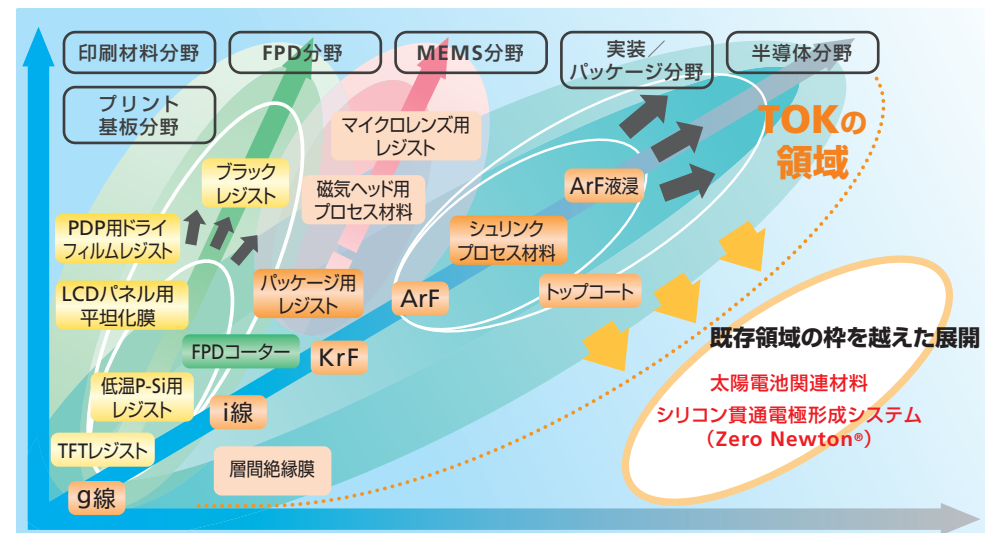 印刷材料分野
FPD分野
MEMS分野
実装／
パッケージ分野
半導体分野
プリント
基板分野
TOKの
領域
マイクロレンズ用
レジスト
ブラック
レジスト
磁気ヘッド用
プロセス材料
ArF液浸
PDP用ドライ
フィルムレジスト
シュリンク
プロセス材料
LCDパネル用
平坦化膜
パッケージ用
レジスト
ArF
トップコート
FPDコーター
KrF
既存領域の枠を越えた展開
低温P-Si用
レジスト
i線
太陽電池関連材料
シリコン貫通電極形成システム
（Zero Newton®）
TFTレジスト
層間絶縁膜
g線